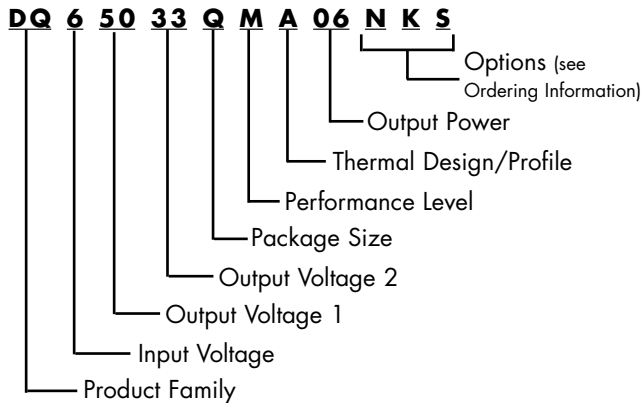 DQ 6 50 33 Q M A 06 N K S
Options (see
Ordering Information)
Output Power
Thermal Design/Profile
Performance Level
Package Size
Output Voltage 2
Output Voltage 1
Input Voltage
Product Family